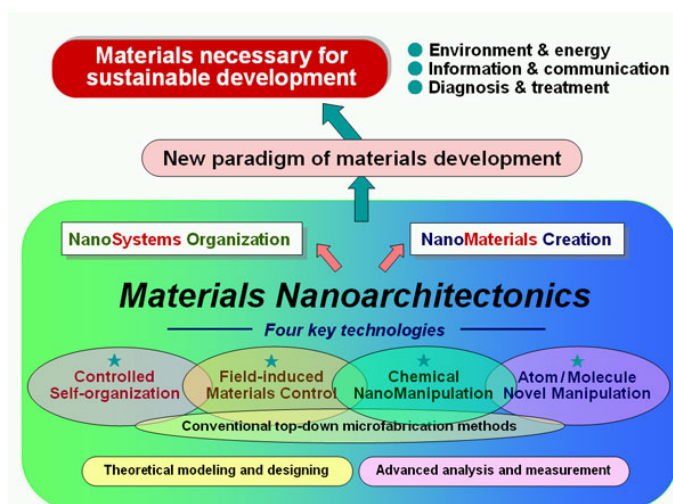 Materials necessary for
sustainable development
Environment & energy
Information & communication
Diagnosis & treatment
New paradigm of materials development
NanoSystems Organization
NanoMaterials Creation
Materials Nanoarchitectonics
Four key technologies
Controlled
Self-organization
Field-induced
Materials Control
Chemical
NanoManipulation
Atom/Molecule
Novel Manipulation
Conventional top-down microfabrication methods
Theoretical modeling and designing
Advanced analysis and measurement